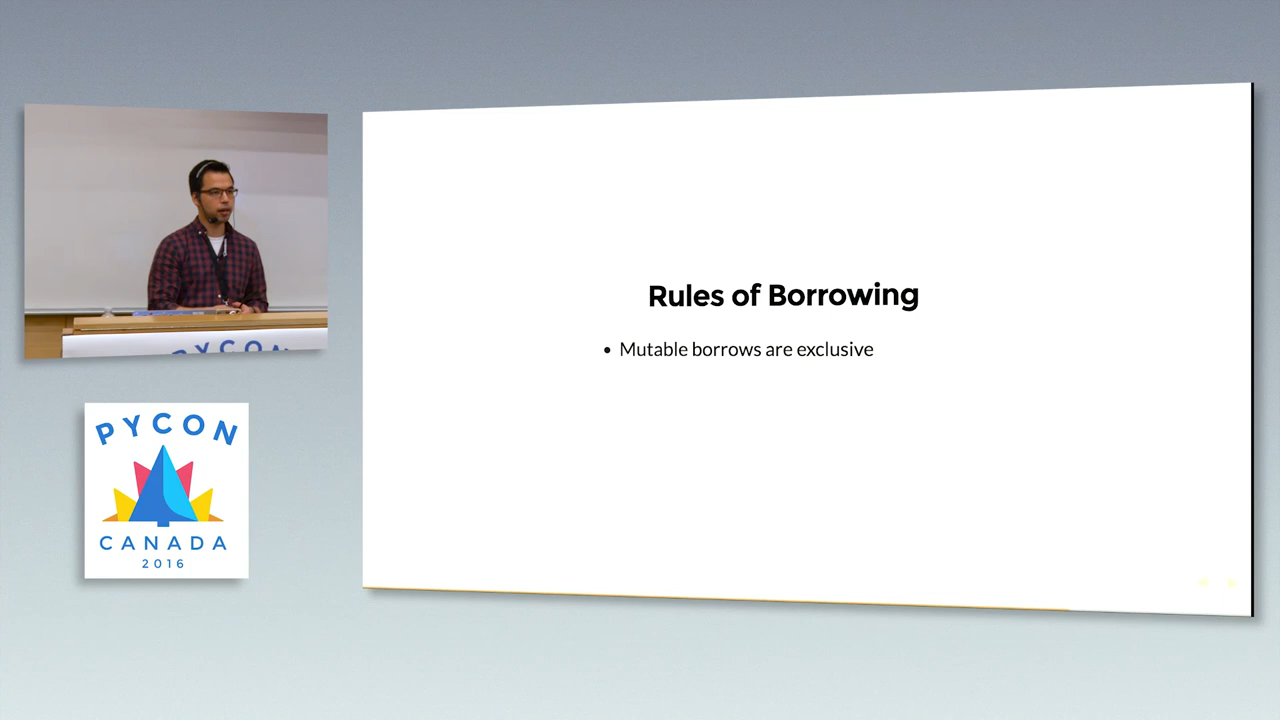 Rules of Borrowing
• Mutable borrows are exclusive
PYCON
PYCON
CANADA
2016